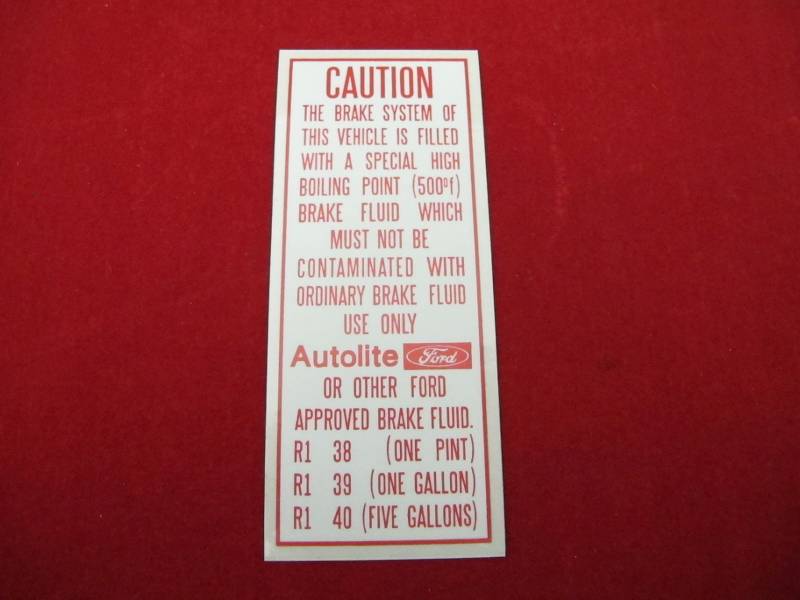 CAUTION
THE BRAKE SYSTEM OF
THIS VEHICLE IS FILLED
WITH A SPECIAL HIGH
BOILING POINT (500ºf)
BRAKE FLUID WHICH
MUST NOT BE
CONTAMINATED WITH
ORDINARY BRAKE FLUID
USE ONLY
Autolite Ford
OR OTHER FORD
APPROVED BRAKE FLUID.
R1 38 (ONE PINT)
R1 39 (ONE GALLON)
R1 40 (FIVE GALLONS)